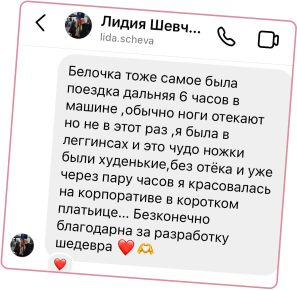 Лидия Шевч...
lida.scheva
Белочка тоже самое была
поездка дальняя 6 часов в
машине ,обычно ноги отекают
но не в этот раз ,я была в
леггинсах и это чудо ножки
были худенькие,без отёка и уже
через пару часов я красовалась
на корпоративе в коротком
платьице... Безконечно
благодарна за разработку
шедевра ❤️🫶
❤️